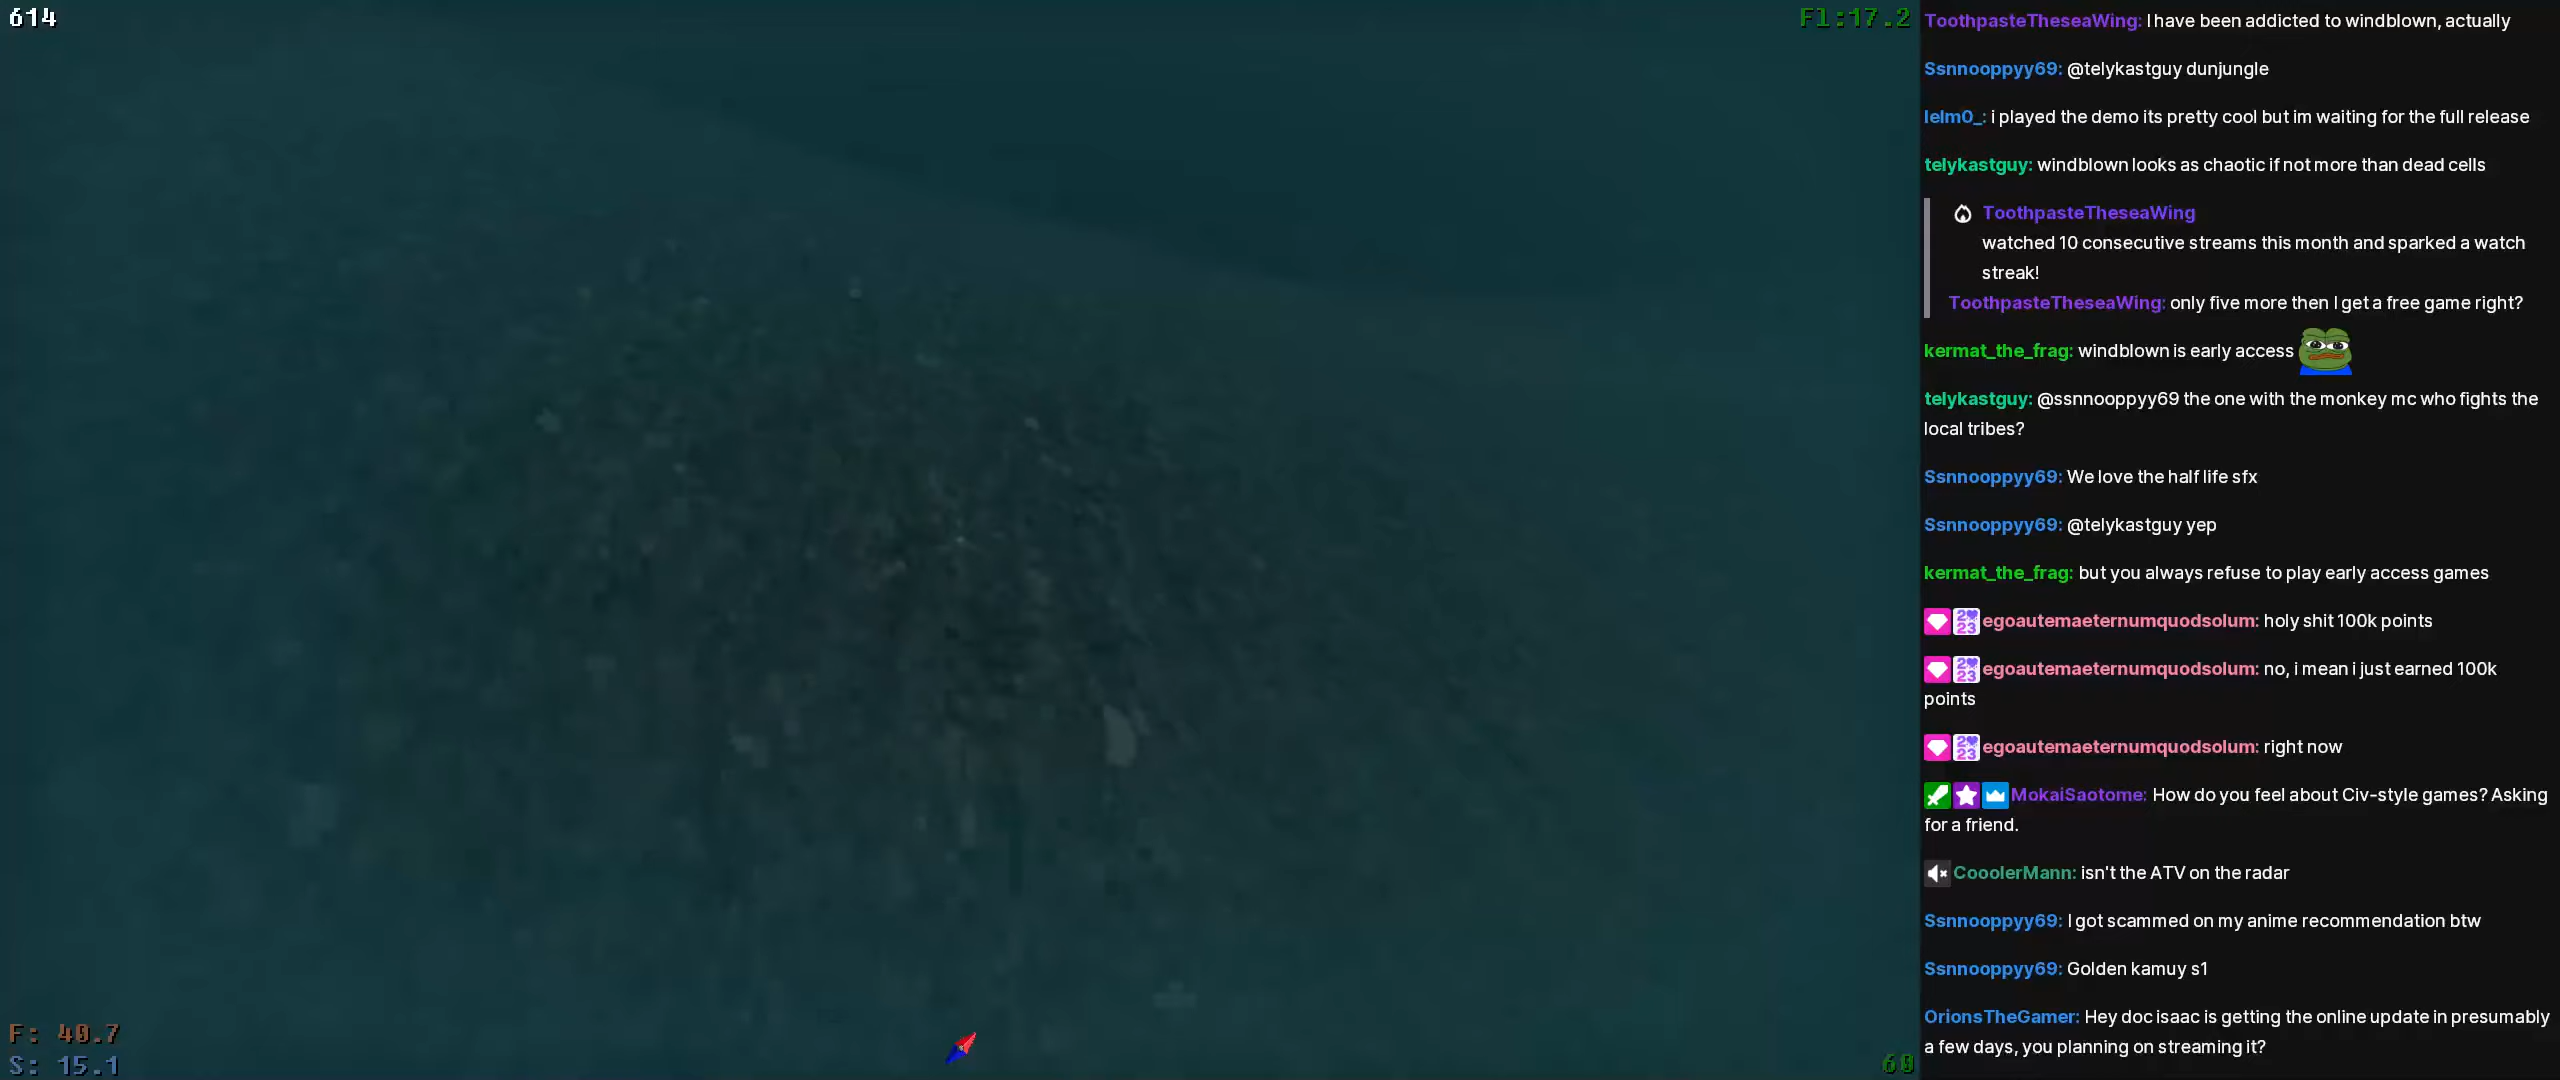 614
Fl:17.2
F: 40.7
S: 15.1
60
ToothpasteTheseaWing: I have been addicted to windblown, actually
Ssnnooppyy69: @telykastguy dunjungle
lelm0_: i played the demo its pretty cool but im waiting for the full release
telykastguy: windblown looks as chaotic if not more than dead cells
ToothpasteTheseaWing
watched 10 consecutive streams this month and sparked a watch
streak!
ToothpasteTheseaWing: only five more then I get a free game right?
kermat_the_frag: windblown is early access
telykastguy: @ssnnooppyy69 the one with the monkey mc who fights the
local tribes?
Ssnnooppyy69: We love the half life sfx
Ssnnooppyy69: @telykastguy yep
kermat_the_frag: but you always refuse to play early access games
2023 egoautemaeternumquodsolum: holy shit 100k points
2023 egoautemaeternumquodsolum: no, i mean i just earned 100k
points
2023 egoautemaeternumquodsolum: right now
MokaiSaotome: How do you feel about Civ-style games? Asking
for a friend.
CooolerMann: isn't the ATV on the radar
Ssnnooppyy69: I got scammed on my anime recommendation btw
Ssnnooppyy69: Golden kamuy s1
OrionsTheGamer: Hey doc isaac is getting the online update in presumably
a few days, you planning on streaming it?